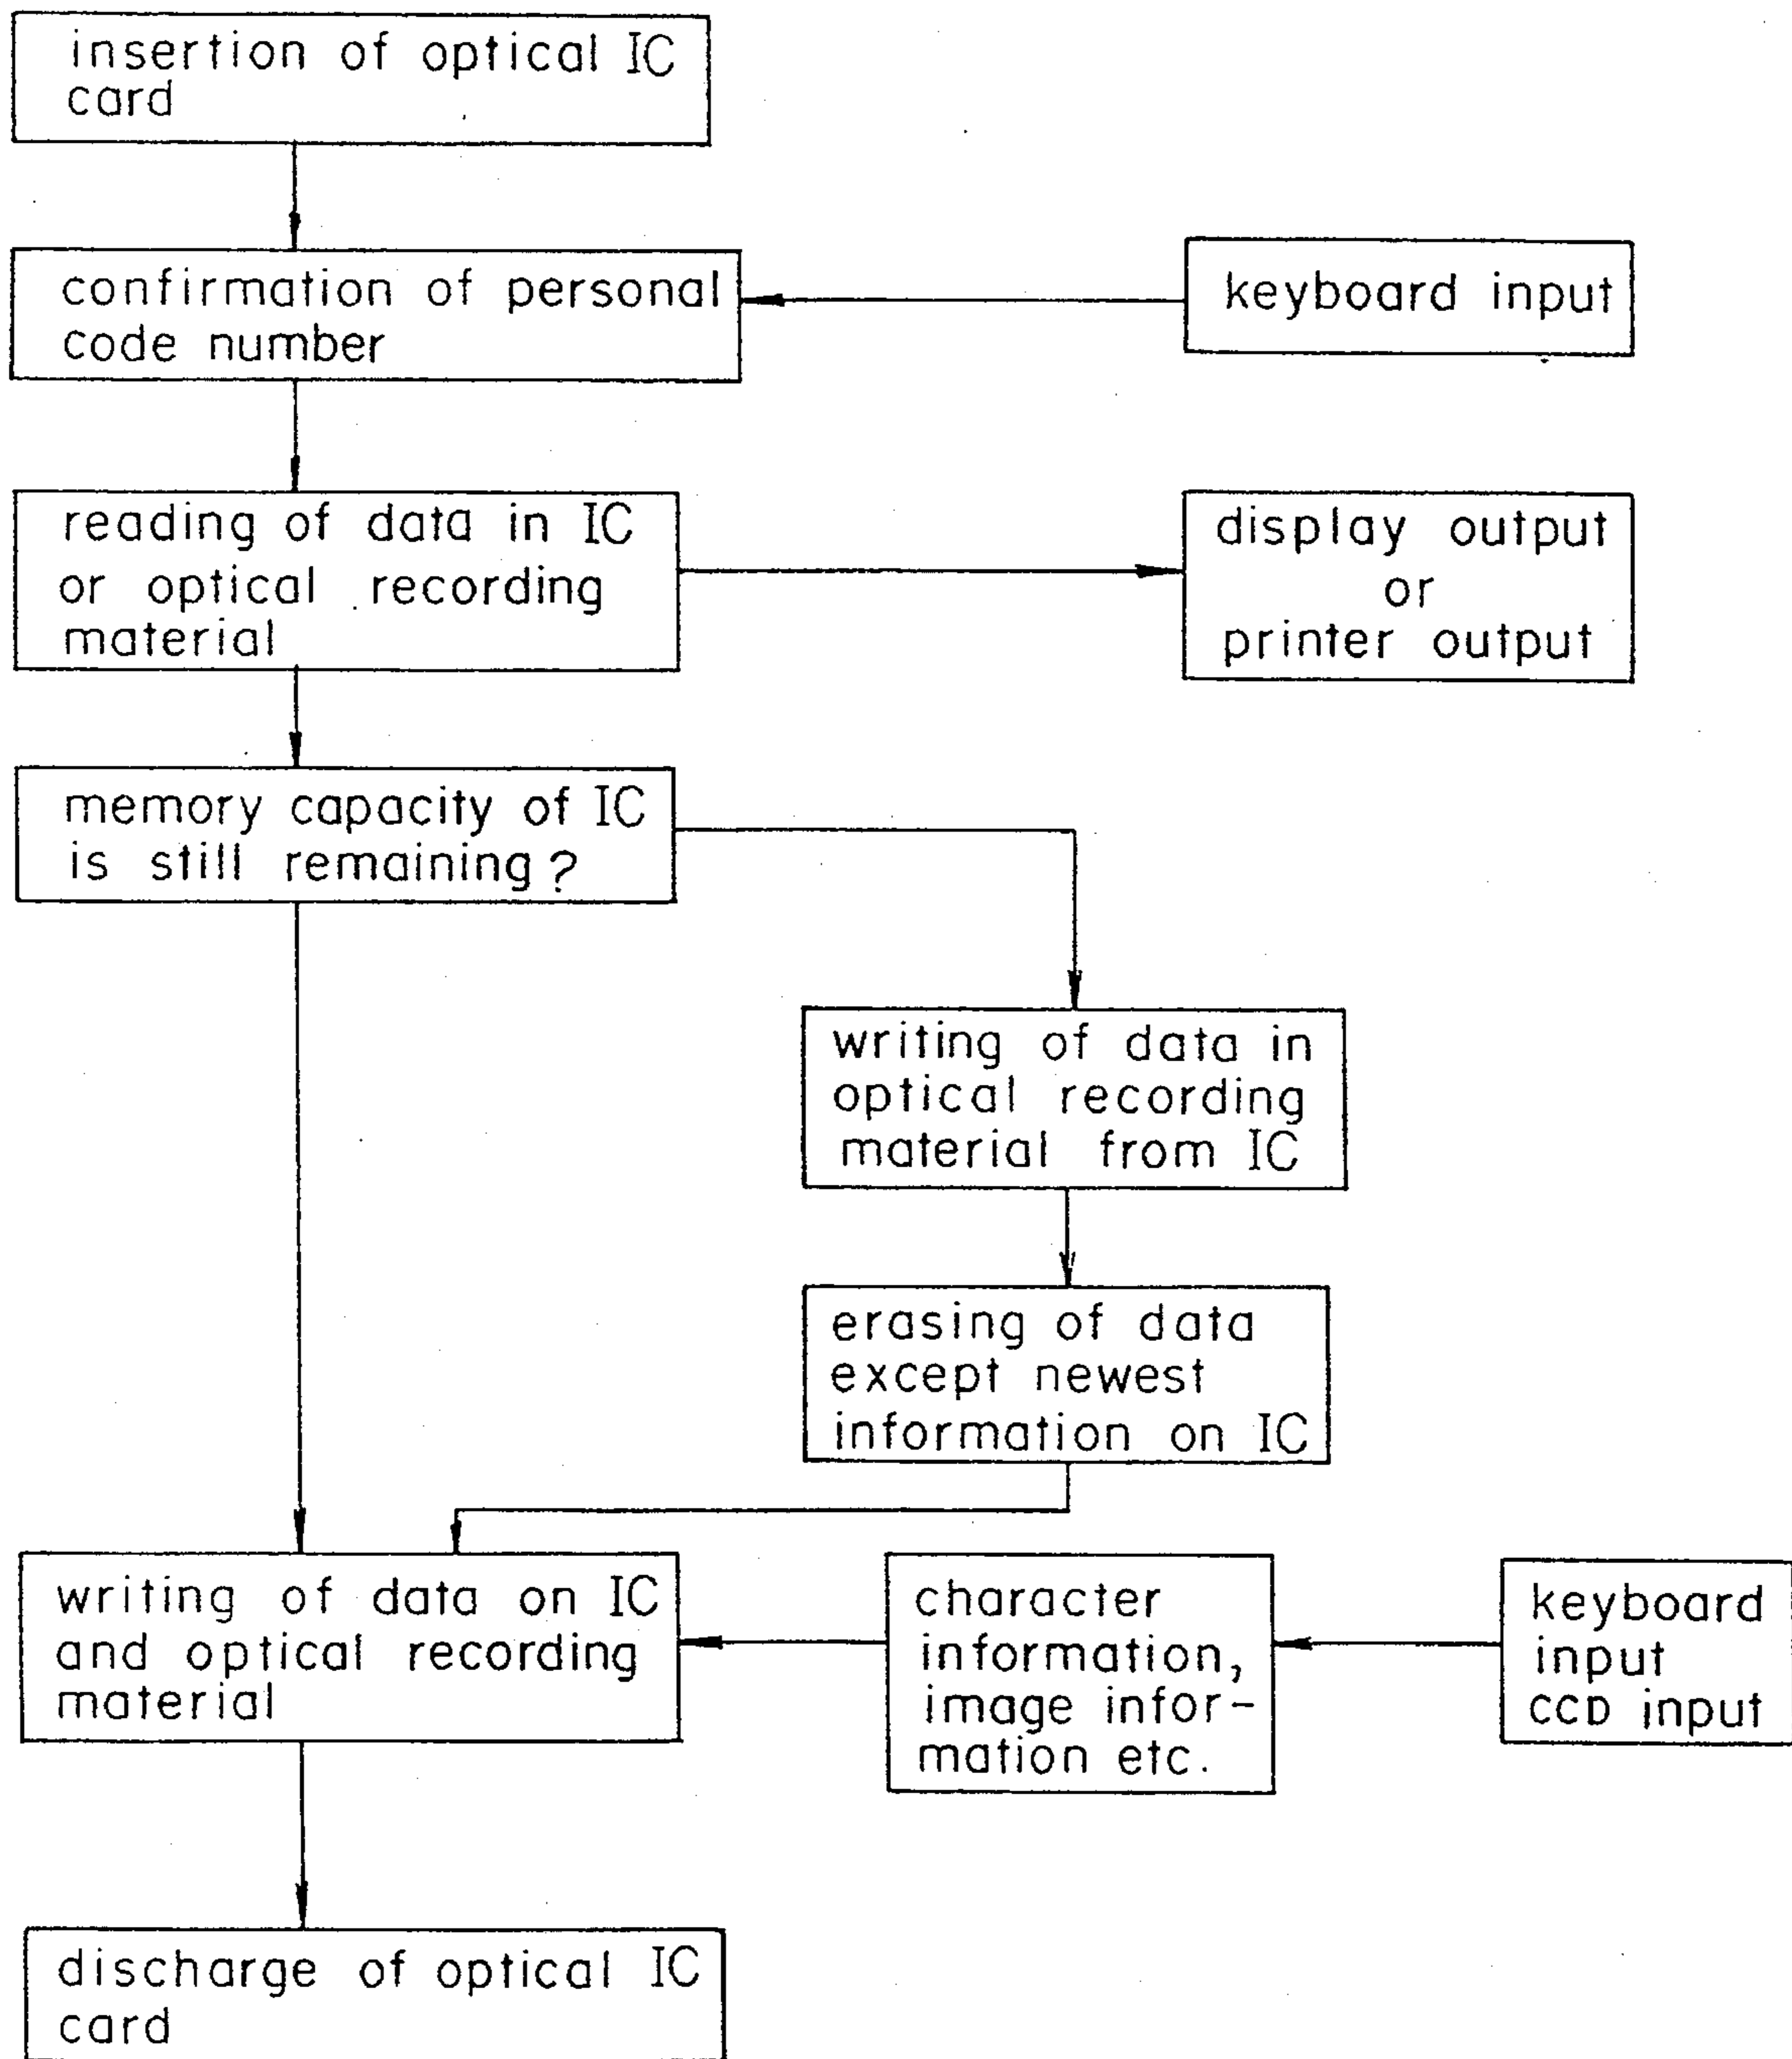 insertion of optical IC
card
confirmation of personal
code number
keyboard input
reading of data in IC
or optical recording
material
display output
or
printer output
memory capacity of IC
is still remaining?
writing of data in
optical recording
material from IC
erasing of data
except newest
information on IC
writing of data on IC
and optical recording
material
character
information,
image infor-
mation etc.
keyboard
input
CCD input
discharge of optical IC
card